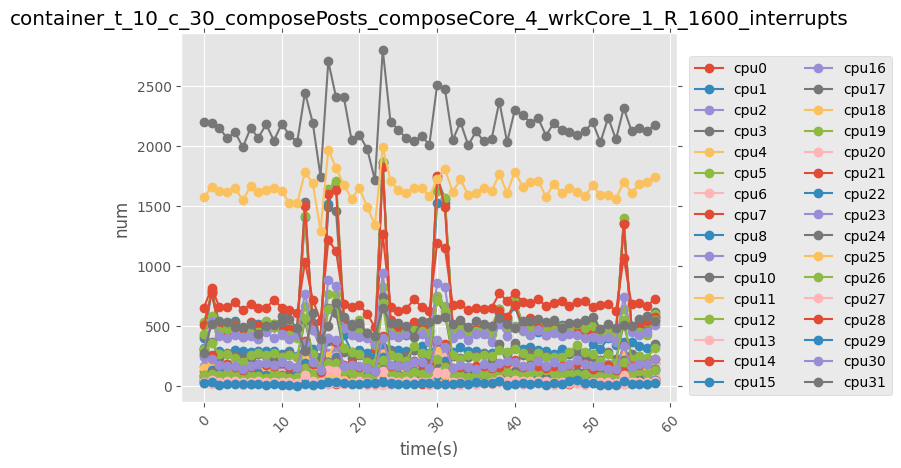 container_t_10_c_30_composePosts_composeCore_4_wrkCore_1_R_1600_interrupts
num
2500
2000
1500
1000
500
0
0
10
20
30
40
50
60
time(s)
cpu0
cpu1
cpu2
cpu3
cpu4
cpu5
cpu6
cpu7
cpu8
cpu9
cpu10
cpu11
cpu12
cpu13
cpu14
cpu15
cpu16
cpu17
cpu18
cpu19
cpu20
cpu21
cpu22
cpu23
cpu24
cpu25
cpu26
cpu27
cpu28
cpu29
cpu30
cpu31